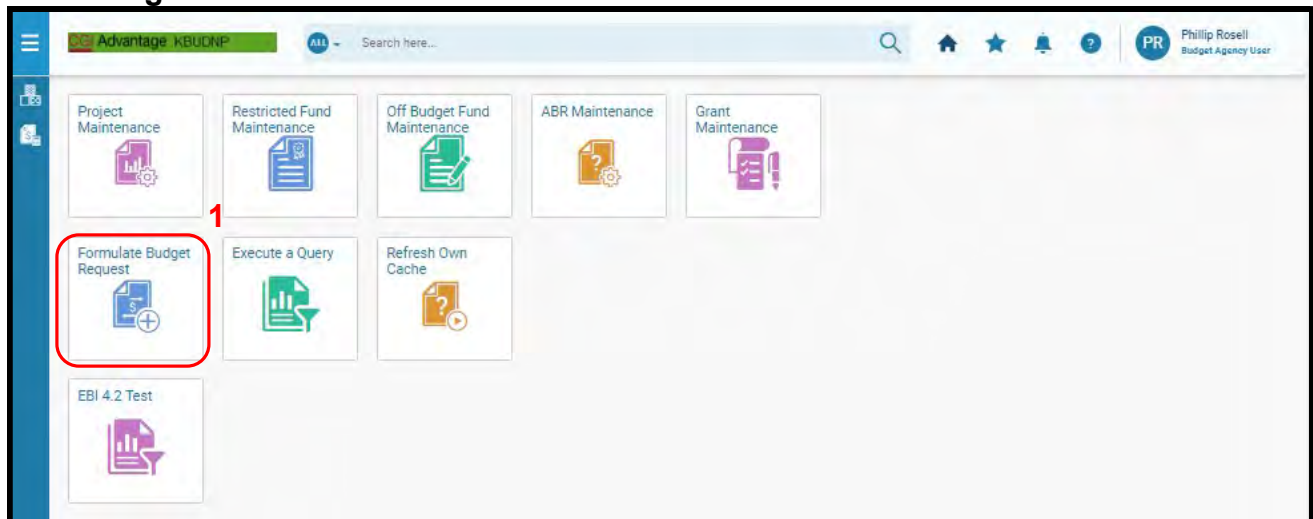 CGI Advantage KBUDNP
ALL
Search here...
?
PR
Phillip Rosell
Budget Agency User
Project
Maintenance
Restricted Fund
Maintenance
Off Budget Fund
Maintenance
ABR Maintenance
Grant
Maintenance
1
Formulate Budget
Request
Execute a Query
Refresh Own
Cache
EBI 4.2 Test